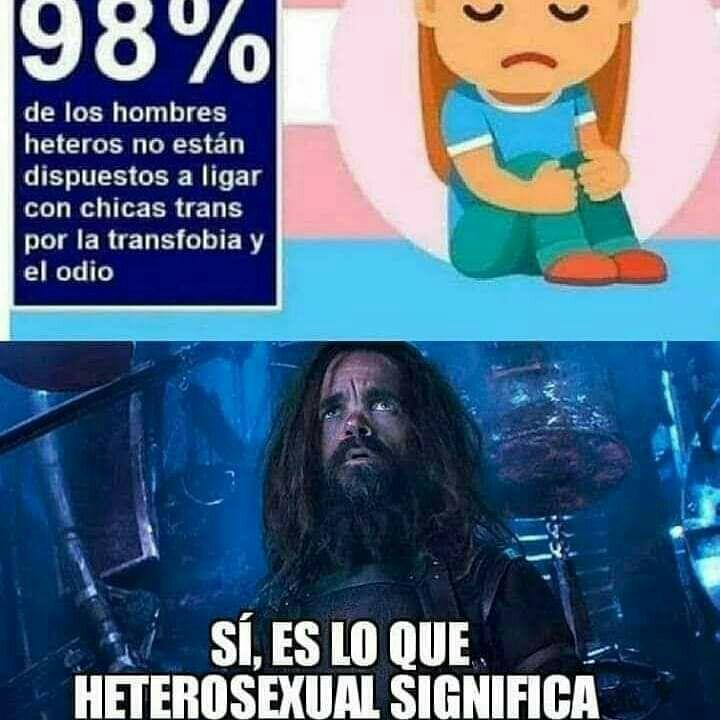 98%
de los hombres
heteros no están
dispuestos a ligar
con chicas trans
por la transfobia y
el odio
SÍ, ES LO QUE
HETEROSEXUAL SIGNIFICA